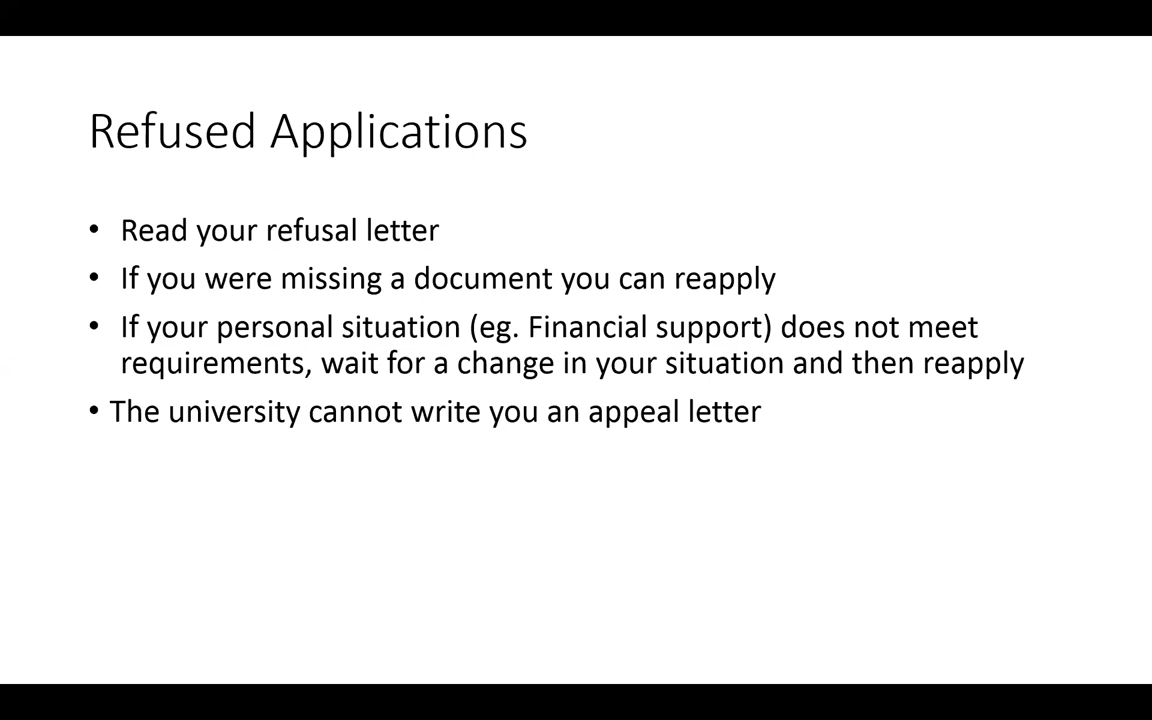 Refused Applications
• Read your refusal letter
• If you were missing a document you can reapply
• If your personal situation (eg. Financial support) does not meet
requirements, wait for a change in your situation and then reapply
• The university cannot write you an appeal letter